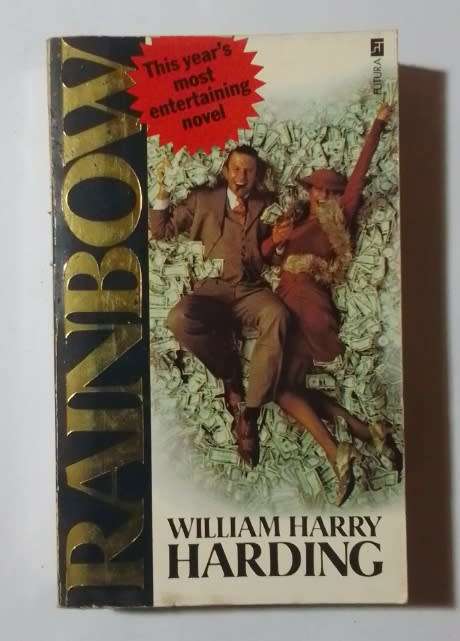 RAINBOW
This year's
most
entertaining
novel
FUTURA
WILLIAM HARRY
HARDING